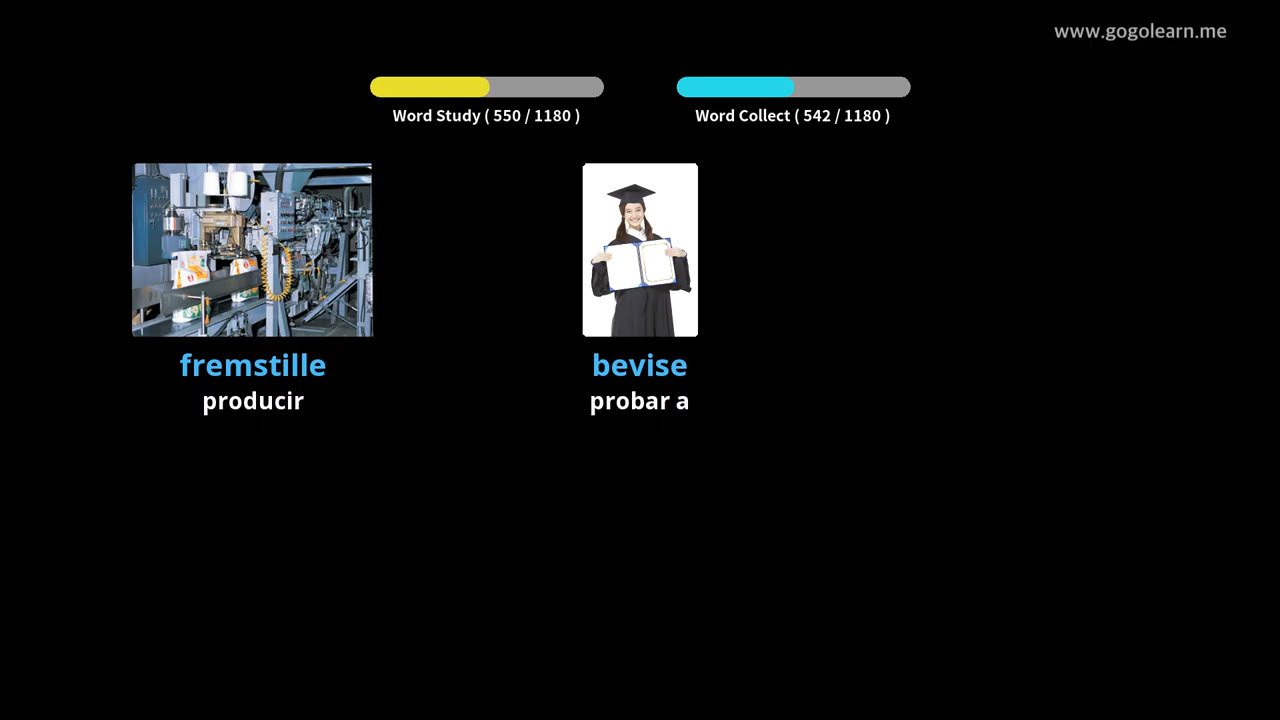 www.gogolearn.me
Word Study ( 550 / 1180 )
Word Collect ( 542 / 1180 )
fremstille
producir
bevise
probar a